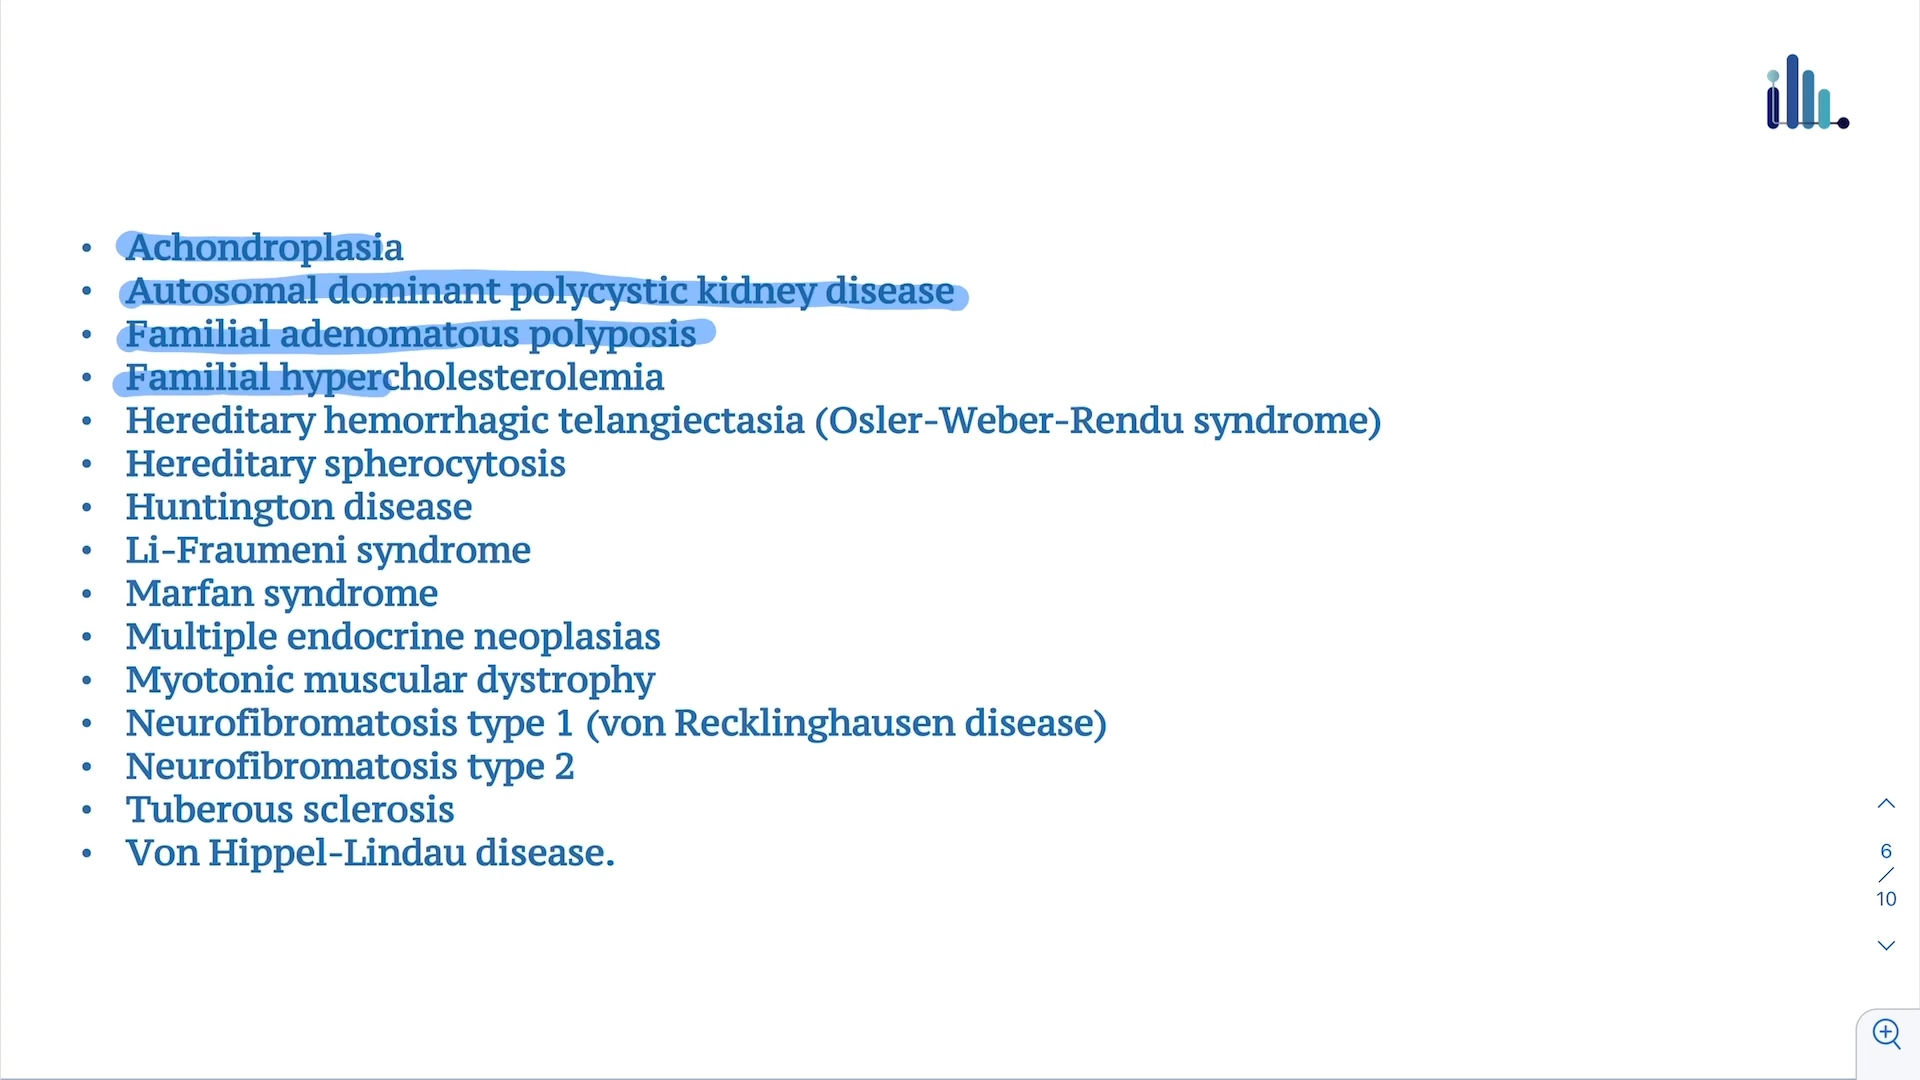 • Achondroplasia
• Autosomal dominant polycystic kidney disease
• Familial adenomatous polyposis
• Familial hypercholesterolemia
• Hereditary hemorrhagic telangiectasia (Osler-Weber-Rendu syndrome)
• Hereditary spherocytosis
• Huntington disease
• Li-Fraumeni syndrome
• Marfan syndrome
• Multiple endocrine neoplasias
• Myotonic muscular dystrophy
• Neurofibromatosis type 1 (von Recklinghausen disease)
• Neurofibromatosis type 2
• Tuberous sclerosis
• Von Hippel-Lindau disease.
6
/
10